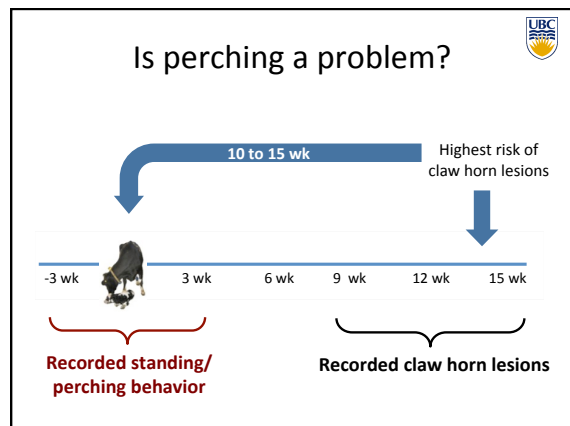 UBC
Is perching a problem?
10 to 15 wk
Highest risk of
claw horn lesions
-3 wk
3 wk
6 wk
9 wk
12 wk
15 wk
Recorded standing/
perching behavior
Recorded claw horn lesions